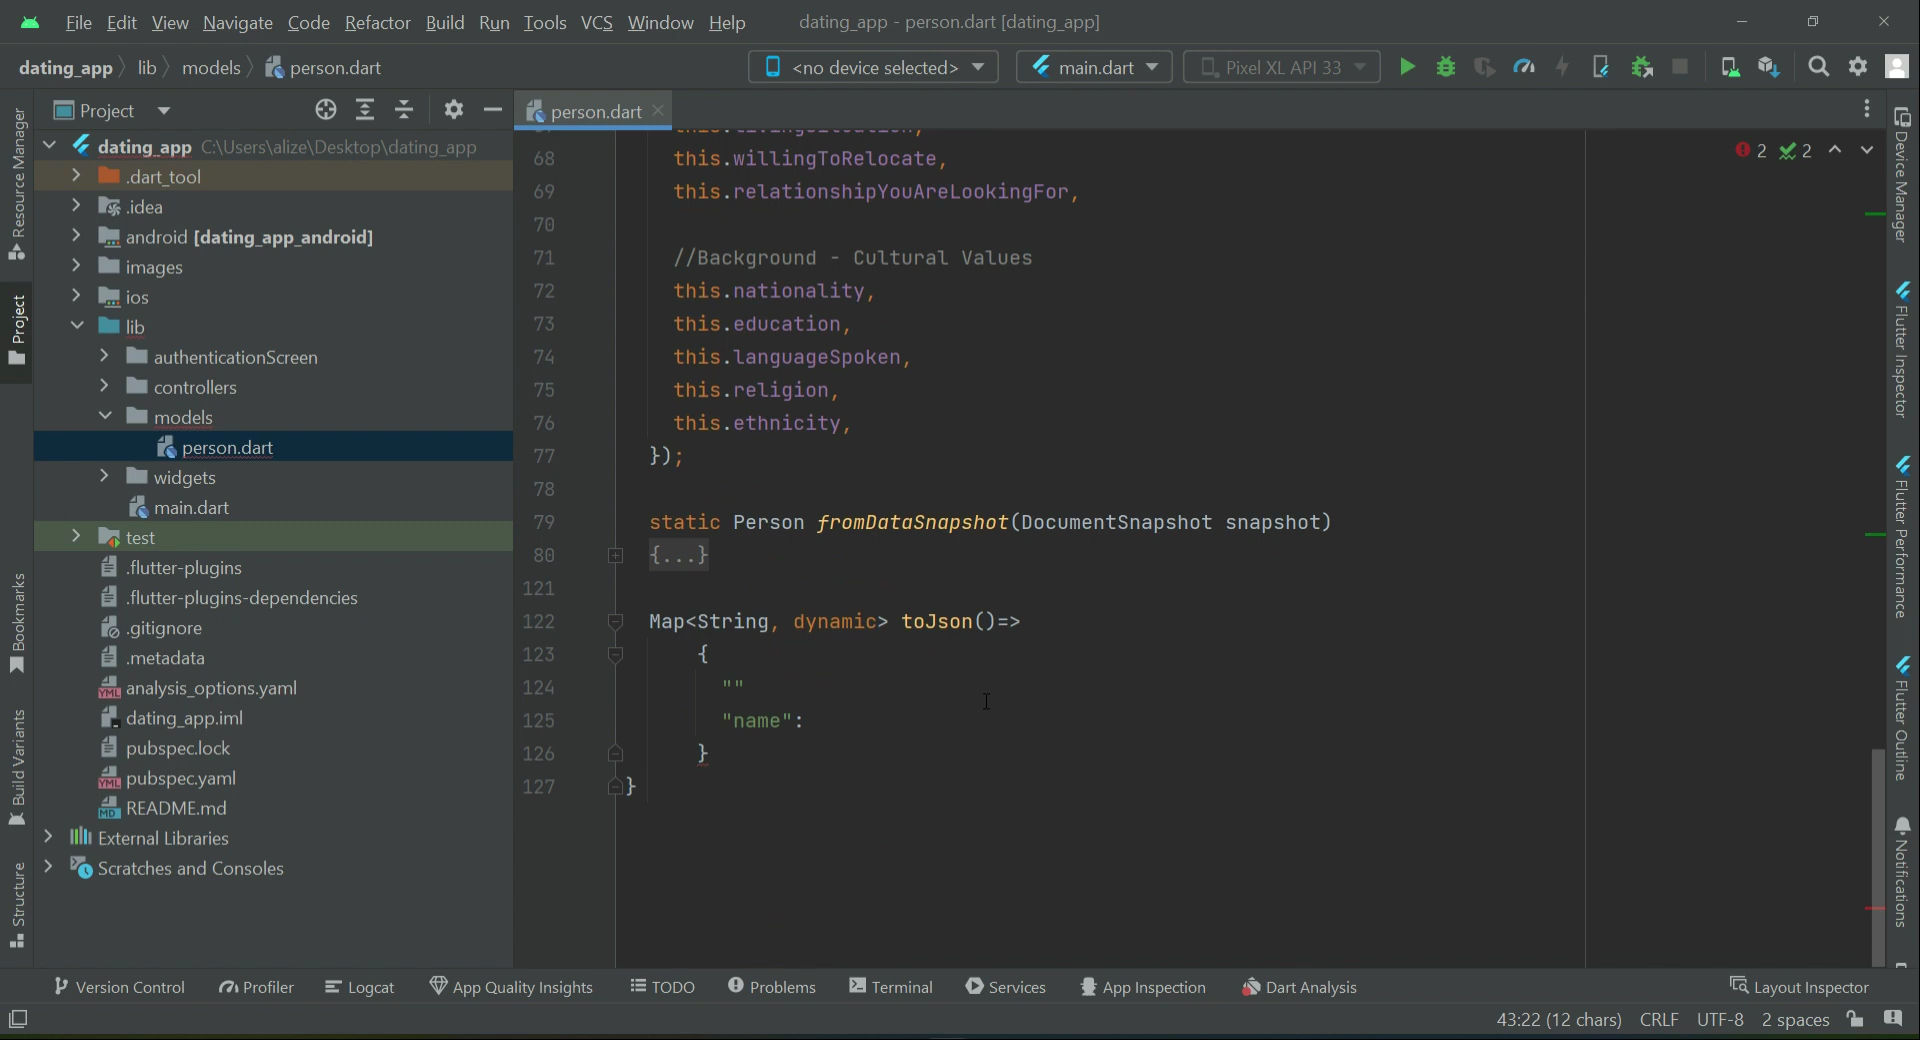 File Edit View Navigate Code Refactor Build Run Tools VCS Window Help dating_app - person.dart [dating_app]
dating_app lib models person.dart <no device selected> main.dart Pixel XL API 33
Project person.dart
Resource Manager
Project
Bookmarks
Build Variants
Structure
dating_app C:\Users\alize\Desktop\dating_app
.dart_tool
.idea
android [dating_app_android]
images
ios
lib
authenticationScreen
controllers
models
person.dart
widgets
main.dart
test
.flutter-plugins
.flutter-plugins-dependencies
.gitignore
.metadata
analysis_options.yaml
dating_app.iml
pubspec.lock
pubspec.yaml
README.md
External Libraries
Scratches and Consoles
this.livingSituation,
68 this.willingToRelocate,
69 this.relationshipYouAreLookingFor,
70
71 //Background - Cultural Values
72 this.nationality,
73 this.education,
74 this.languageSpoken,
75 this.religion,
76 this.ethnicity,
77 });
78
79 static Person fromDataSnapshot(DocumentSnapshot snapshot)
80 {...}
121
122 Map<String, dynamic> toJson()=>
123 {
124 ""
125 "name":
126 }
127 }
2 2
Device Manager
Flutter Inspector
Flutter Performance
Flutter Outline
Notifications
Version Control Profiler Logcat App Quality Insights TODO Problems Terminal Services App Inspection Dart Analysis Layout Inspector
43:22 (12 chars) CRLF UTF-8 2 spaces